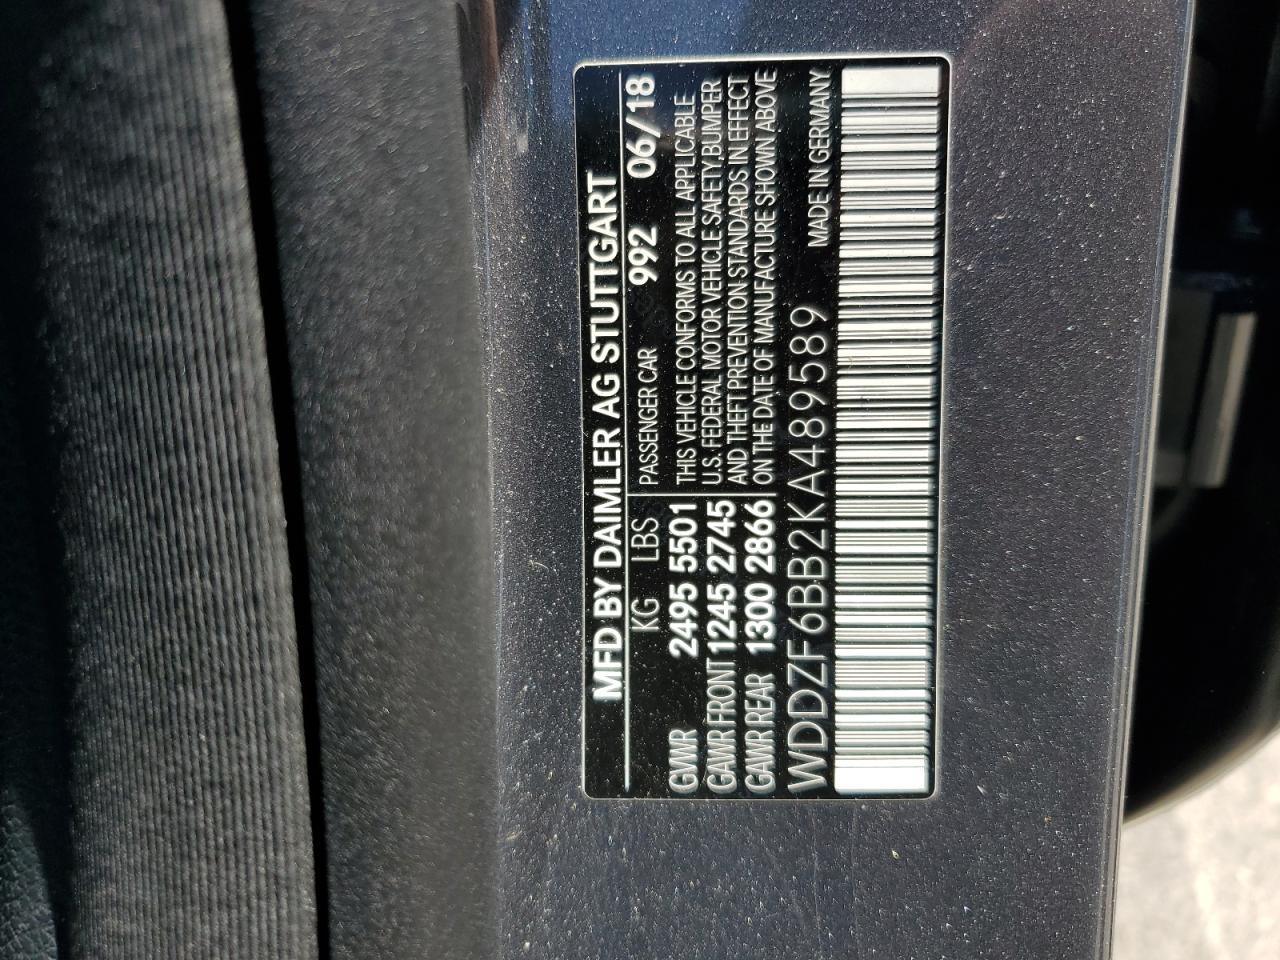 MFD BY DAIMLER AG STUTTGART
KG LBS PASSENGER CAR 992 06/18
GWWR 2495 5501 THIS VEHICLE CONFORMS TO ALL APPLICABLE
GAWR FRONT 1245 2745 U.S. FEDERAL MOTOR VEHICLE SAFETY,BUMPER
AND THEFT PREVENTION STANDARDS IN EFFECT
GAWR REAR 1300 2866 ON THE DATE OF MANUFACTURE SHOWN ABOVE
WDDZF6BB2KA489589 MADE IN GERMANY